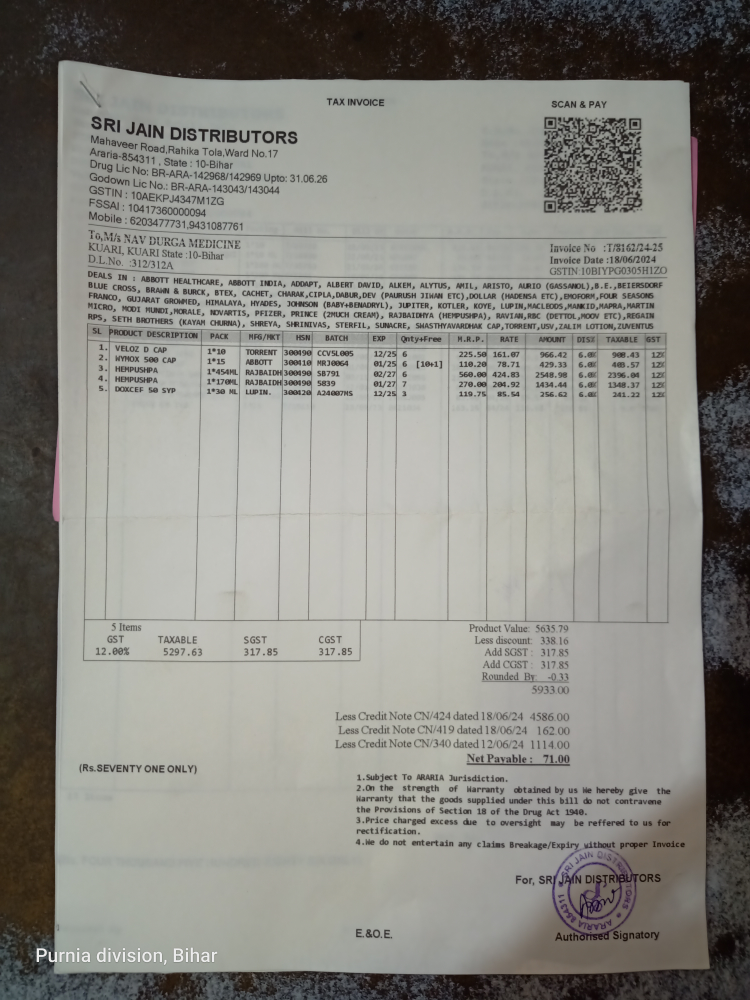 TAX INVOICE
SCAN & PAY
SRI JAIN DISTRIBUTORS
Mahaveer Road,Rahika Tola,Ward No.17
Araria-854311 , State : 10-Bihar
Drug Lic No: BR-ARA-142968/142969 Upto: 31.06.26
Godown Lic No.: BR-ARA-143043/143044
GSTIN : 10AEKPJ4347M1ZG
FSSAI : 10417360000094
Mobile : 6203477731,9431087761
To,M/s NAV DURGA MEDICINE
KUARI, KUARI State :10-Bihar
D.L.No. :312/312A
Invoice No :T/8162/24-25
Invoice Date :18/06/2024
GSTIN:10BIYPG0305H1ZO
DEALS IN : ABBOTT HEALTHCARE, ABBOTT INDIA, ADDAPT, ALBERT DAVID, ALKEM, ALYTUS, AMIL, ARISTO, AURIO (GASSANOL),B.E.,BEIERSDORF
BLUE CROSS, BRAWN & BURCK, BTEX, CACHET, CHARAK,CIPLA,DABUR,DEV (PAURUSH JIWAN ETC),DOLLAR (HADENSA ETC),EMOFORM,FOUR SEASONS
FRANCO, GUJARAT GROWMED, HIMALAYA, HYADES, JOHNSON (BABY+BENADRYL), JUPITER, KOTLER, KOYE, LUPIN,MACLEODS,MANKID,MAPRA,MARTIN
MICRO, MODI MUNDI,MORALE, NOVARTIS, PFIZER, PRINCE (2MUCH CREAM), RAJBAIDHYA (HEMPUSHPA), RAVIAN,RBC (DETTOL,MOOV ETC),REGAIN
RPS, SETH BROTHERS (KAYAM CHURNA), SHREYA, SHRINIVAS, STERFIL, SUNACRE, SHASTHYAVARDHAK CAP,TORRENT,USV,ZALIM LOTION,ZUVENTUS
SL PRODUCT DESCRIPTION PACK MFG/MKT HSN BATCH EXP Qnty+Free M.R.P. RATE AMOUNT DIS% TAXABLE GST
1. VELOZ D CAP 1*10 TORRENT 300490 CCV5L005 12/25 6 225.50 161.07 966.42 6.0% 908.43 12%
2. WYMOX 500 CAP 1*15 ABBOTT 300410 MR30064 01/25 6 [10+1] 110.20 78.71 429.33 6.0% 403.57 12%
3. HEMPUSHPA 1*454ML RAJBAIDH 300490 SB791 02/27 6 560.00 424.83 2548.98 6.0% 2396.04 12%
4. HEMPUSHPA 1*170ML RAJBAIDH 300490 5839 01/27 7 270.00 204.92 1434.44 6.0% 1348.37 12%
5. DOXCEF 50 SYP 1*30 ML LUPIN. 300420 A24007MS 12/25 3 119.75 85.54 256.62 6.0% 241.22 12%
5 Items
GST TAXABLE SGST CGST
12.00% 5297.63 317.85 317.85
Product Value: 5635.79
Less discount: 338.16
Add SGST : 317.85
Add CGST : 317.85
Rounded By: -0.33
5933.00
Less Credit Note CN/424 dated 18/06/24 4586.00
Less Credit Note CN/419 dated 18/06/24 162.00
Less Credit Note CN/340 dated 12/06/24 1114.00
Net Payable : 71.00
(Rs.SEVENTY ONE ONLY)
1.Subject To ARARIA Jurisdiction.
2.On the strength of Warranty obtained by us We hereby give the
Warranty that the goods supplied under this bill do not contravene
the Provisions of Section 18 of the Drug Act 1940.
3.Price charged excess due to oversight may be reffered to us for
rectification.
4.We do not entertain any claims Breakage/Expiry without proper Invoice
For, SRI JAIN DISTRIBUTORS
SRI JAIN DISTRIBUTORS
ARARIA 854311
E.&O.E.
Authorised Signatory
Purnia division, Bihar